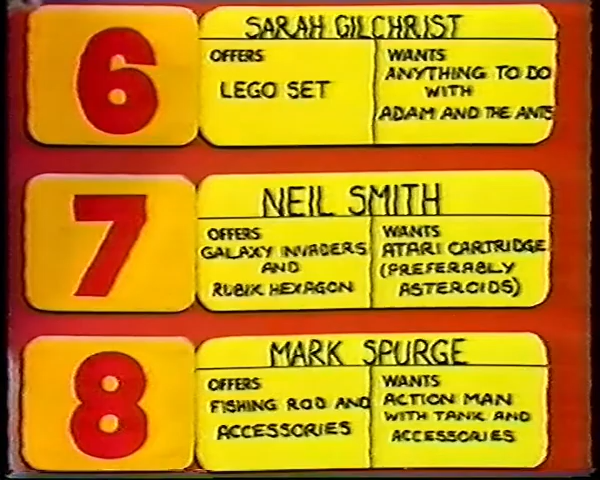 6
SARAH GILCHRIST
OFFERS
LEGO SET
WANTS
ANYTHING TO DO
WITH
ADAM AND THE ANTS
7
NEIL SMITH
OFFERS
GALAXY INVADERS
AND
RUBIX HEXAGON
WANTS
ATARI CARTRIDGE
(PREFERABLY
ASTEROIDS)
8
MARK SPURGE
OFFERS
FISHING ROD AND
ACCESSORIES
WANTS
ACTION MAN
WITH TANK AND
ACCESSORIES